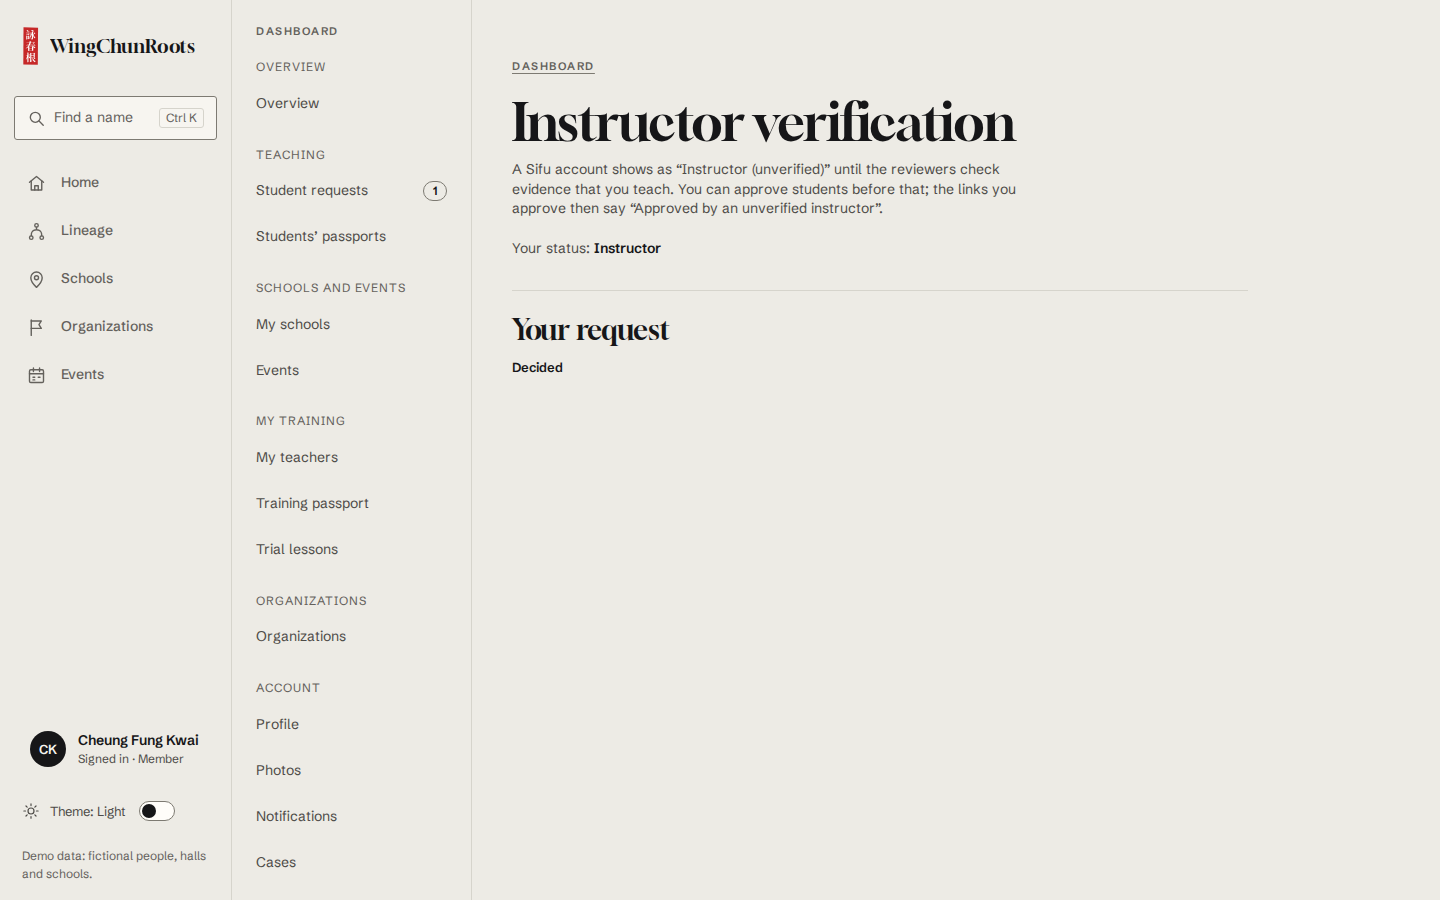 詠春根
WingChunRoots
Find a name
Ctrl K
Home
Lineage
Schools
Organizations
Events
CK
Cheung Fung Kwai
Signed in · Member
Theme: Light
Demo data: fictional people, halls
and schools.
DASHBOARD
OVERVIEW
Overview
TEACHING
Student requests
1
Students’ passports
SCHOOLS AND EVENTS
My schools
Events
MY TRAINING
My teachers
Training passport
Trial lessons
ORGANIZATIONS
Organizations
ACCOUNT
Profile
Photos
Notifications
Cases
DASHBOARD
Instructor verification
A Sifu account shows as “Instructor (unverified)” until the reviewers check
evidence that you teach. You can approve students before that; the links you
approve then say “Approved by an unverified instructor”.
Your status: Instructor
Your request
Decided